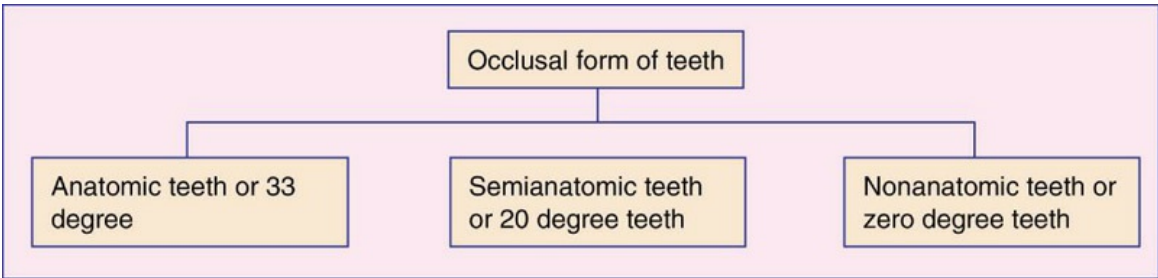 Occlusal form of teeth
Anatomic teeth or 33
degree
Semianatomic teeth
or 20 degree teeth
Nonanatomic teeth or
zero degree teeth